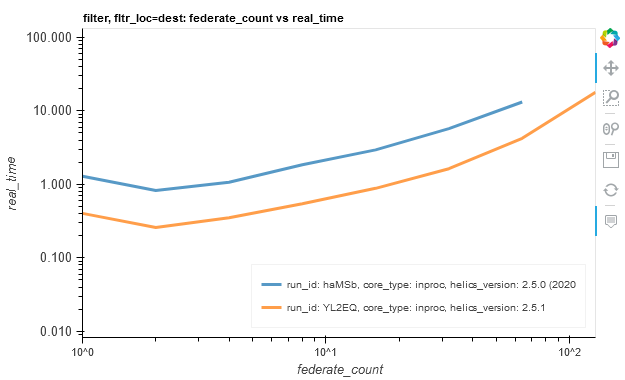 filter, fltr_loc=dest: federate_count vs real_time
100.000
10.000
1.000
0.100
0.010
real_time
10^0
10^1
10^2
federate_count
run_id: haMSb, core_type: inproc, helics_version: 2.5.0 (2020
run_id: YL2EQ, core_type: inproc, helics_version: 2.5.1